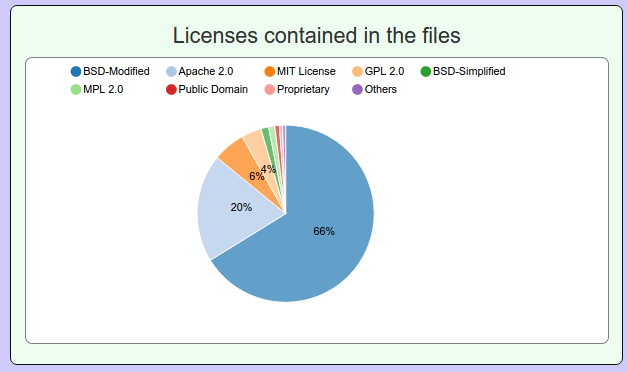 Licenses contained in the files
BSD-Modified Apache 2.0 MIT License GPL 2.0 BSD-Simplified
MPL 2.0 Public Domain Proprietary Others
4%
6%
20%
66%